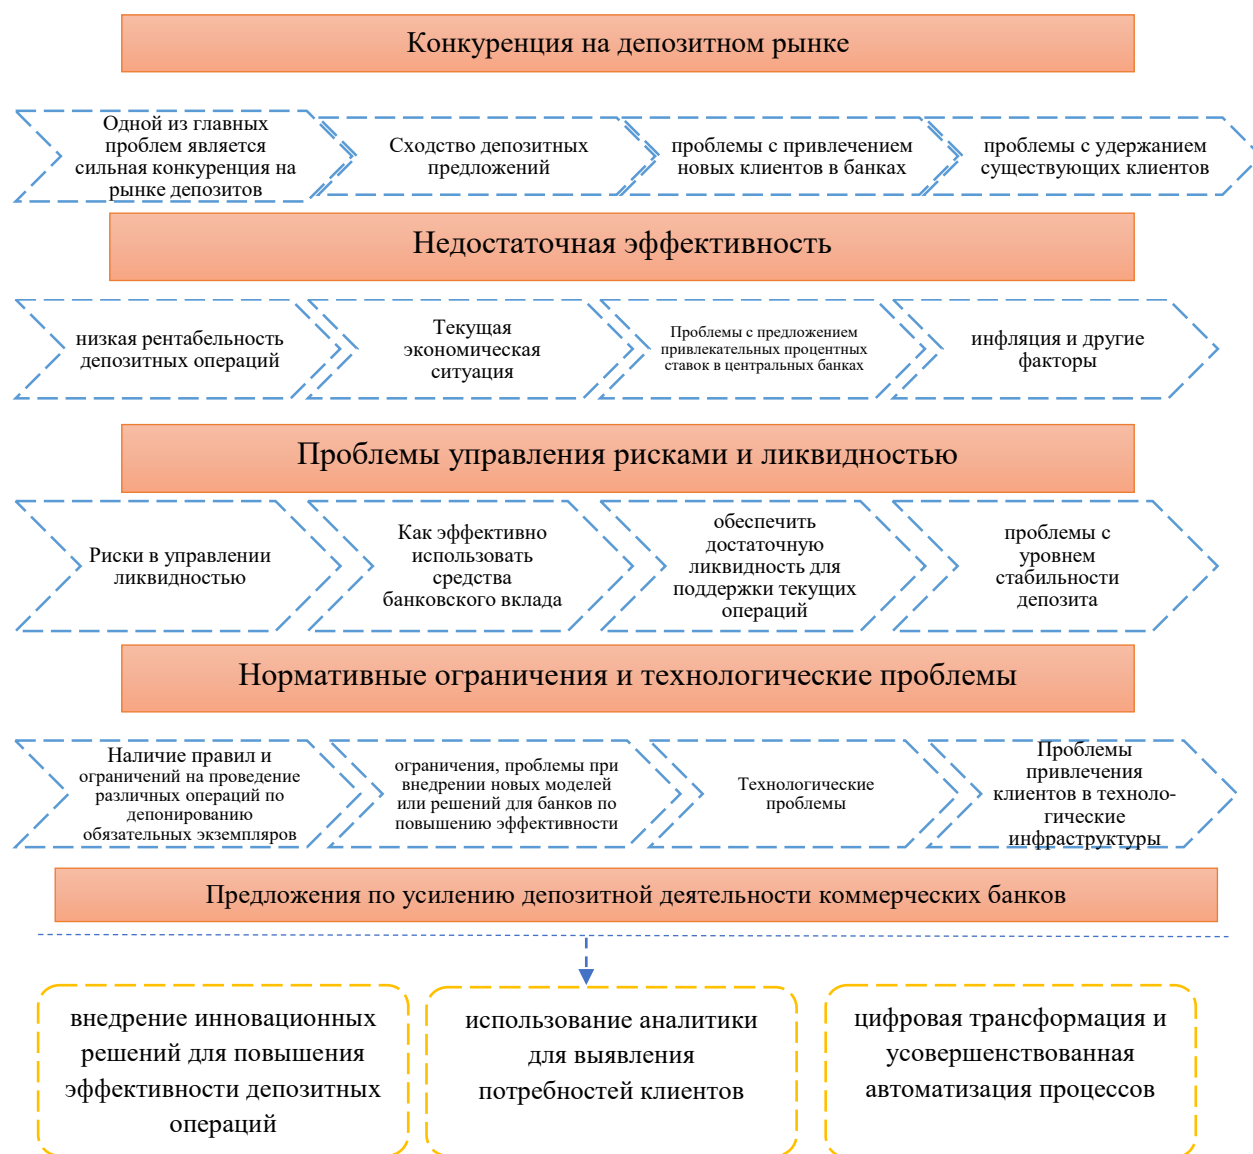 Конкуренция на депозитном рынке
Одной из главных
проблем является
сильная конкуренция на
рынке депозитов
Сходство депозитных
предложений
проблемы с привлечением
новых клиентов в банках
проблемы с удержанием
существующих клиентов
Недостаточная эффективность
низкая рентабельность
депозитных операций
Текущая
экономическая
ситуация
Проблемы с предложением
привлекательных процентных
ставок в центральных банках
инфляция и другие
факторы
Проблемы управления рисками и ликвидностью
Риски в управлении
ликвидностью
Как эффективно
использовать
средства
банковского вклада
обеспечить
достаточную
ликвидность для
поддержки текущих
операций
проблемы с
уровнем
стабильности
депозита
Нормативные ограничения и технологические проблемы
Наличие правил и
ограничений на проведение
различных операций по
депонированию
обязательных экземпляров
ограничения, проблемы при
внедрении новых моделей
или решений для банков по
повышению эффективности
Технологические
проблемы
Проблемы
привлечения
клиентов в техноло-
гические
инфраструктуры
Предложения по усилению депозитной деятельности коммерческих банков
внедрение инновационных
решений для повышения
эффективности депозитных
операций
использование аналитики
для выявления
потребностей клиентов
цифровая трансформация и
усовершенствованная
автоматизация процессов